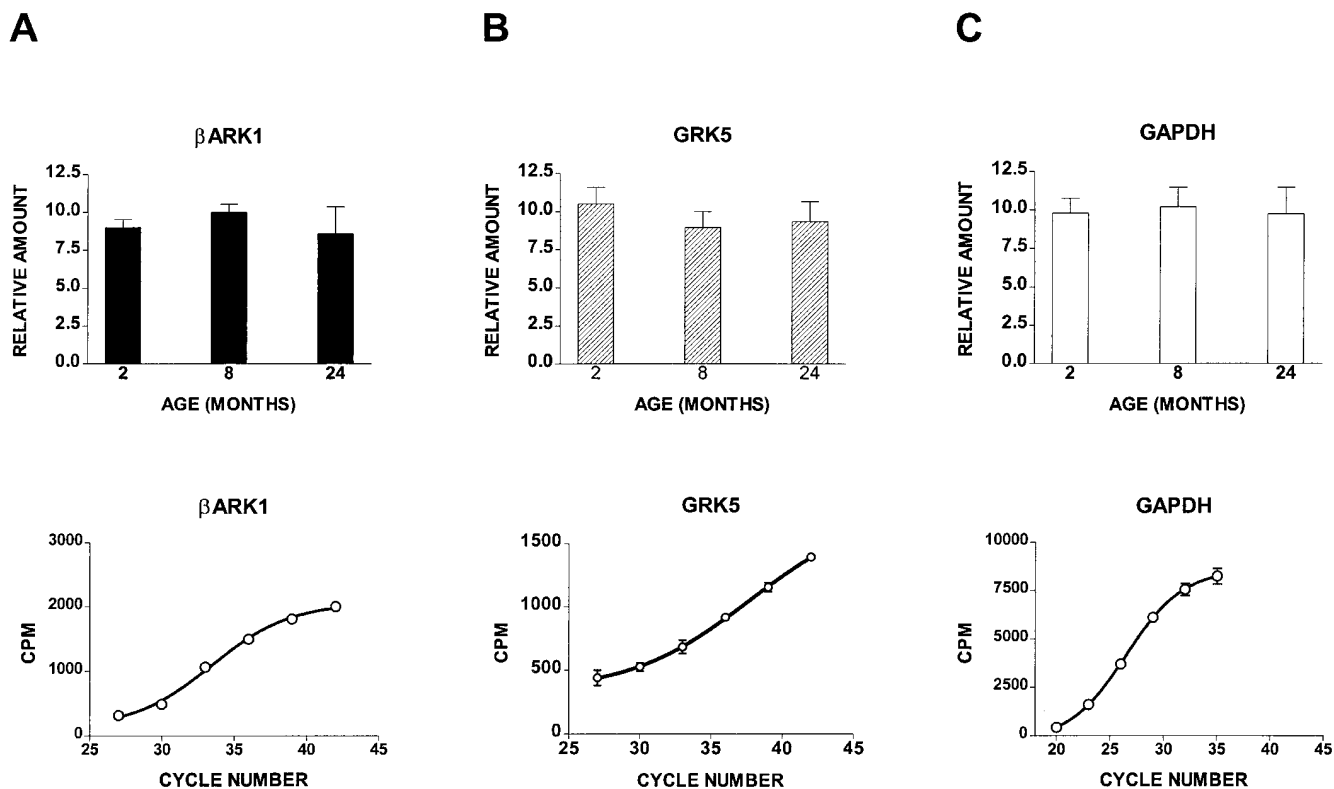 A
B
C
βARK1
RELATIVE AMOUNT
12.5
10.0
7.5
5.0
2.5
0.0
2 8 24
AGE (MONTHS)
GRK5
RELATIVE AMOUNT
12.5
10.0
7.5
5.0
2.5
0.0
2 8 24
AGE (MONTHS)
GAPDH
RELATIVE AMOUNT
12.5
10.0
7.5
5.0
2.5
0.0
2 8 24
AGE (MONTHS)
βARK1
CPM
3000
2000
1000
0
25 30 35 40 45
CYCLE NUMBER
GRK5
CPM
1500
1000
500
0
25 30 35 40 45
CYCLE NUMBER
GAPDH
CPM
10000
7500
5000
2500
0
20 25 30 35 40 45
CYCLE NUMBER